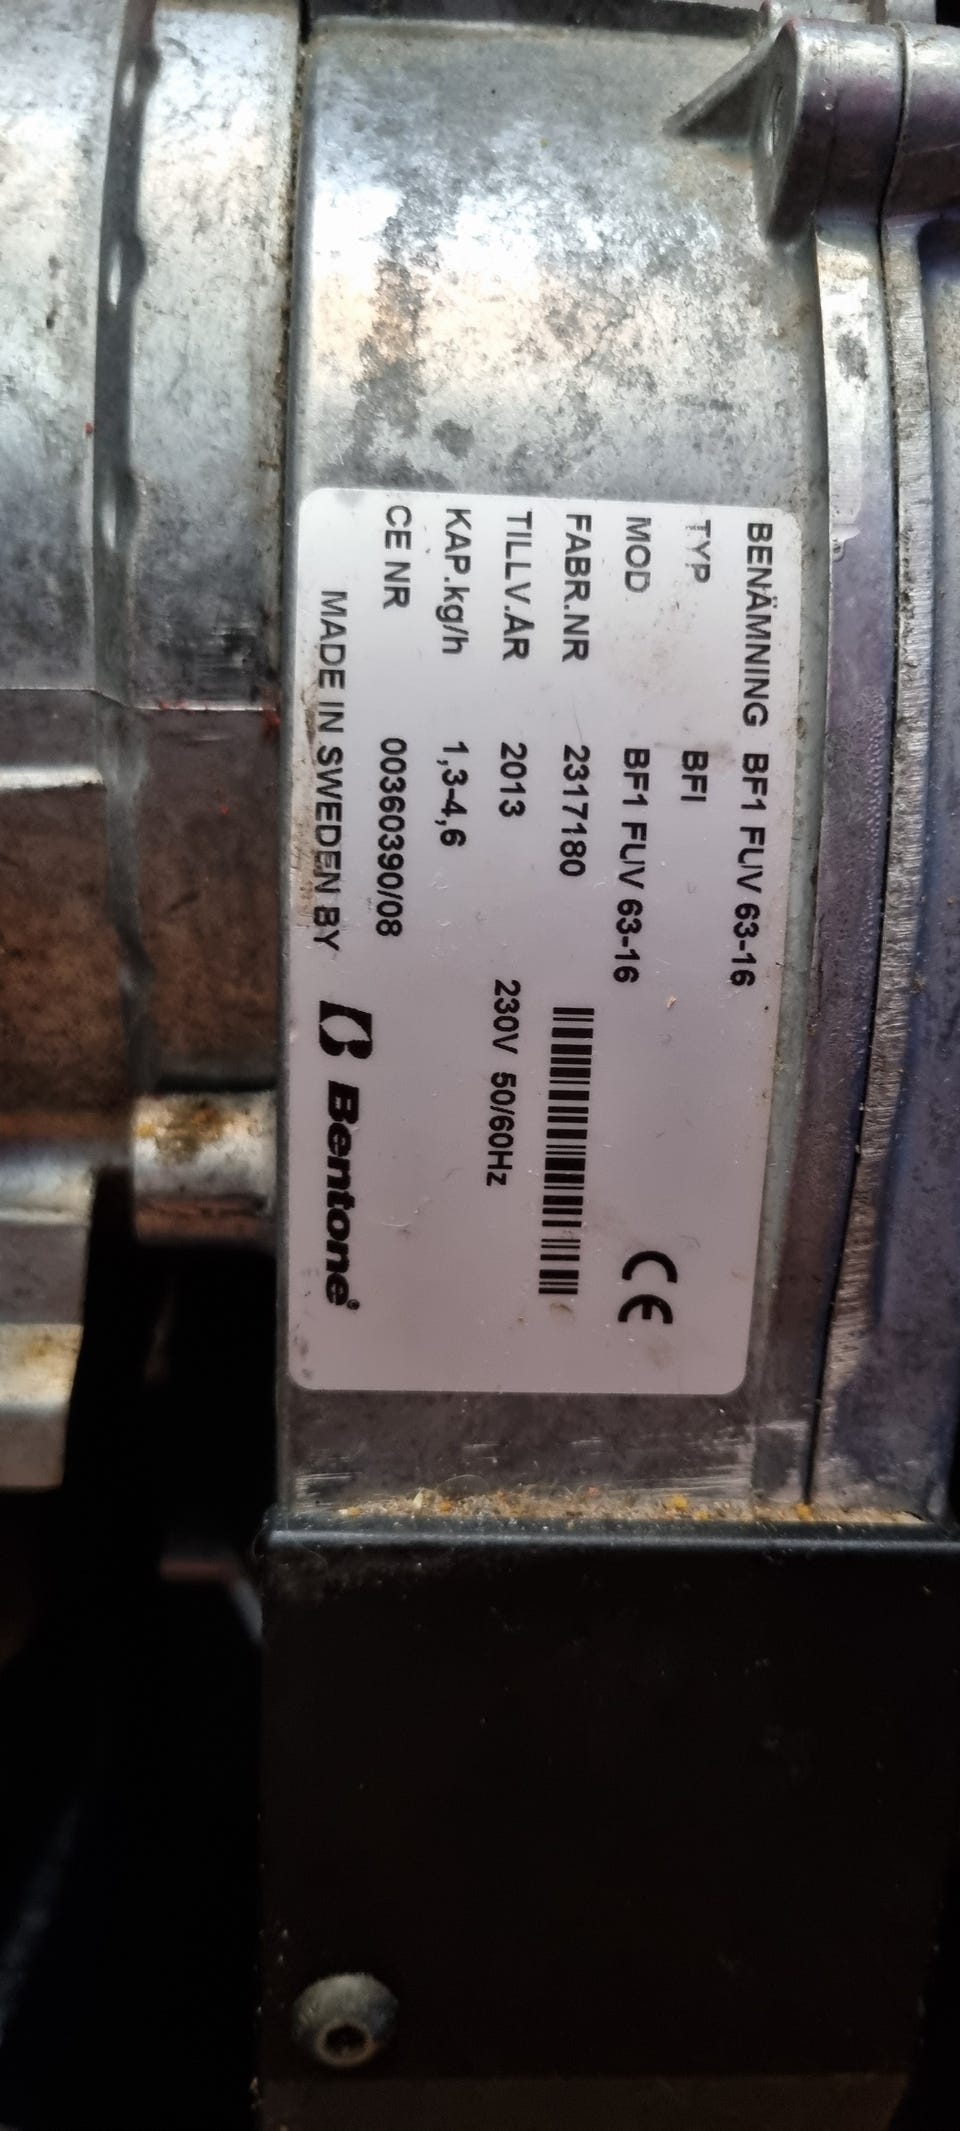 BENÄMNING BF1 FUV 63-16
TYP BFI
MOD BF1 FUV 63-16
FABR.NR 2317180
TILLV.ÅR 2013 230V 50/60Hz
KAP.kg/h 1,3-4,6
CE NR 00360390/08
MADE IN SWEDEN BY Bentone®
CE